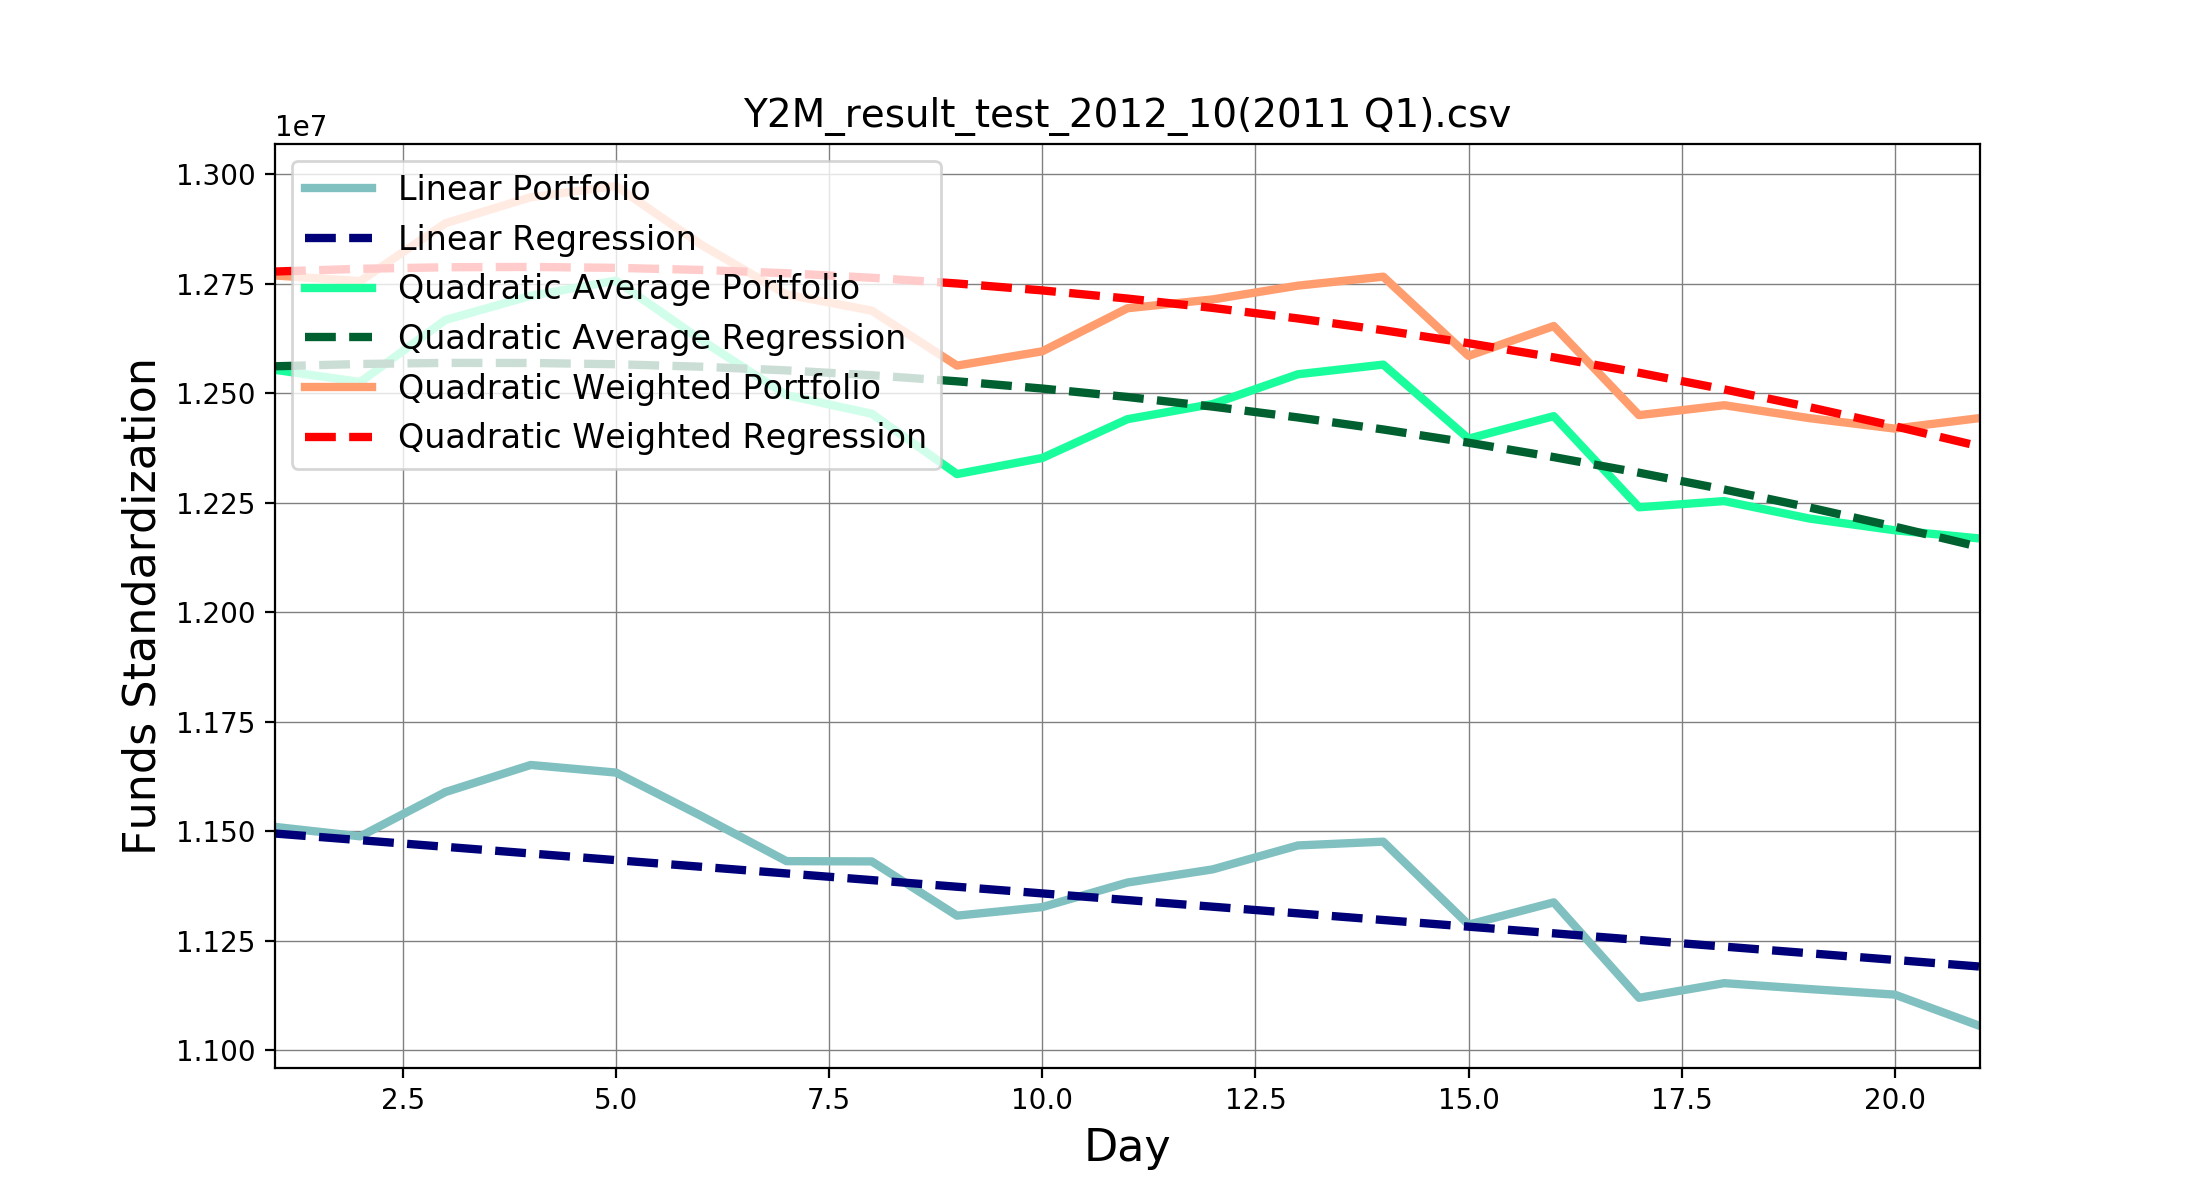 Y2M_result_test_2012_10(2011 Q1).csv
1e7
1.300
1.275
1.250
1.225
1.200
1.175
1.150
1.125
1.100
Funds Standardization
Linear Portfolio
Linear Regression
Quadratic Average Portfolio
Quadratic Average Regression
Quadratic Weighted Portfolio
Quadratic Weighted Regression
2.5 5.0 7.5 10.0 12.5 15.0 17.5 20.0
Day